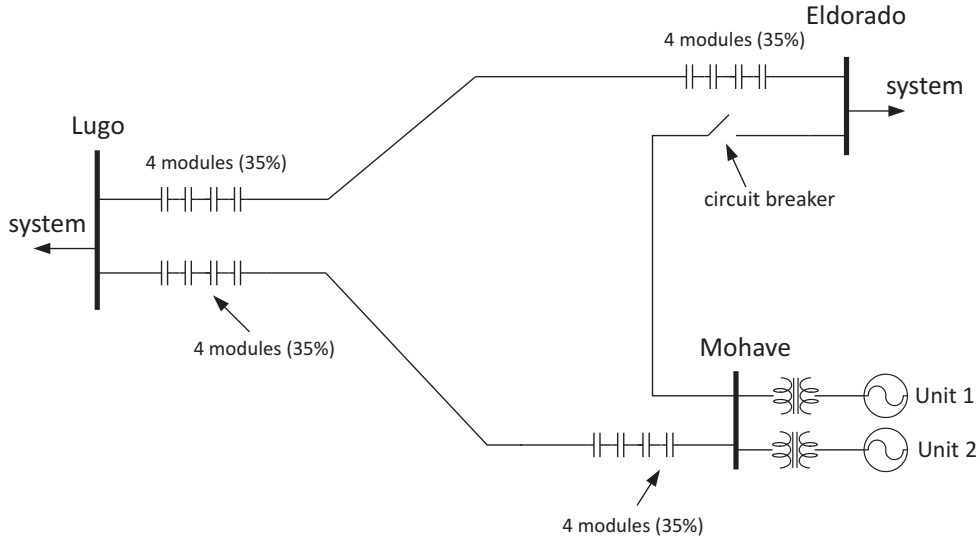 Eldorado
4 modules (35%)
system
Lugo
4 modules (35%)
circuit breaker
system
4 modules (35%)
Mohave
Unit 1
Unit 2
4 modules (35%)